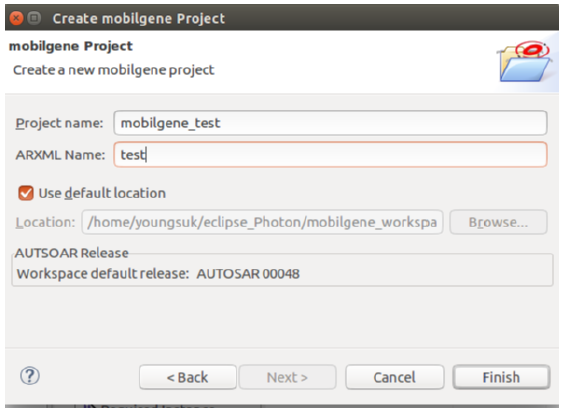 Create mobilgene Project
mobilgene Project
Create a new mobilgene project
Project name: mobilgene_test
ARXML Name: test
Use default location
Location: /home/youngsuk/eclipse_Photon/mobilgene_workspa Browse...
AUTSOAR Release
Workspace default release: AUTOSAR 00048
? < Back Next > Cancel Finish